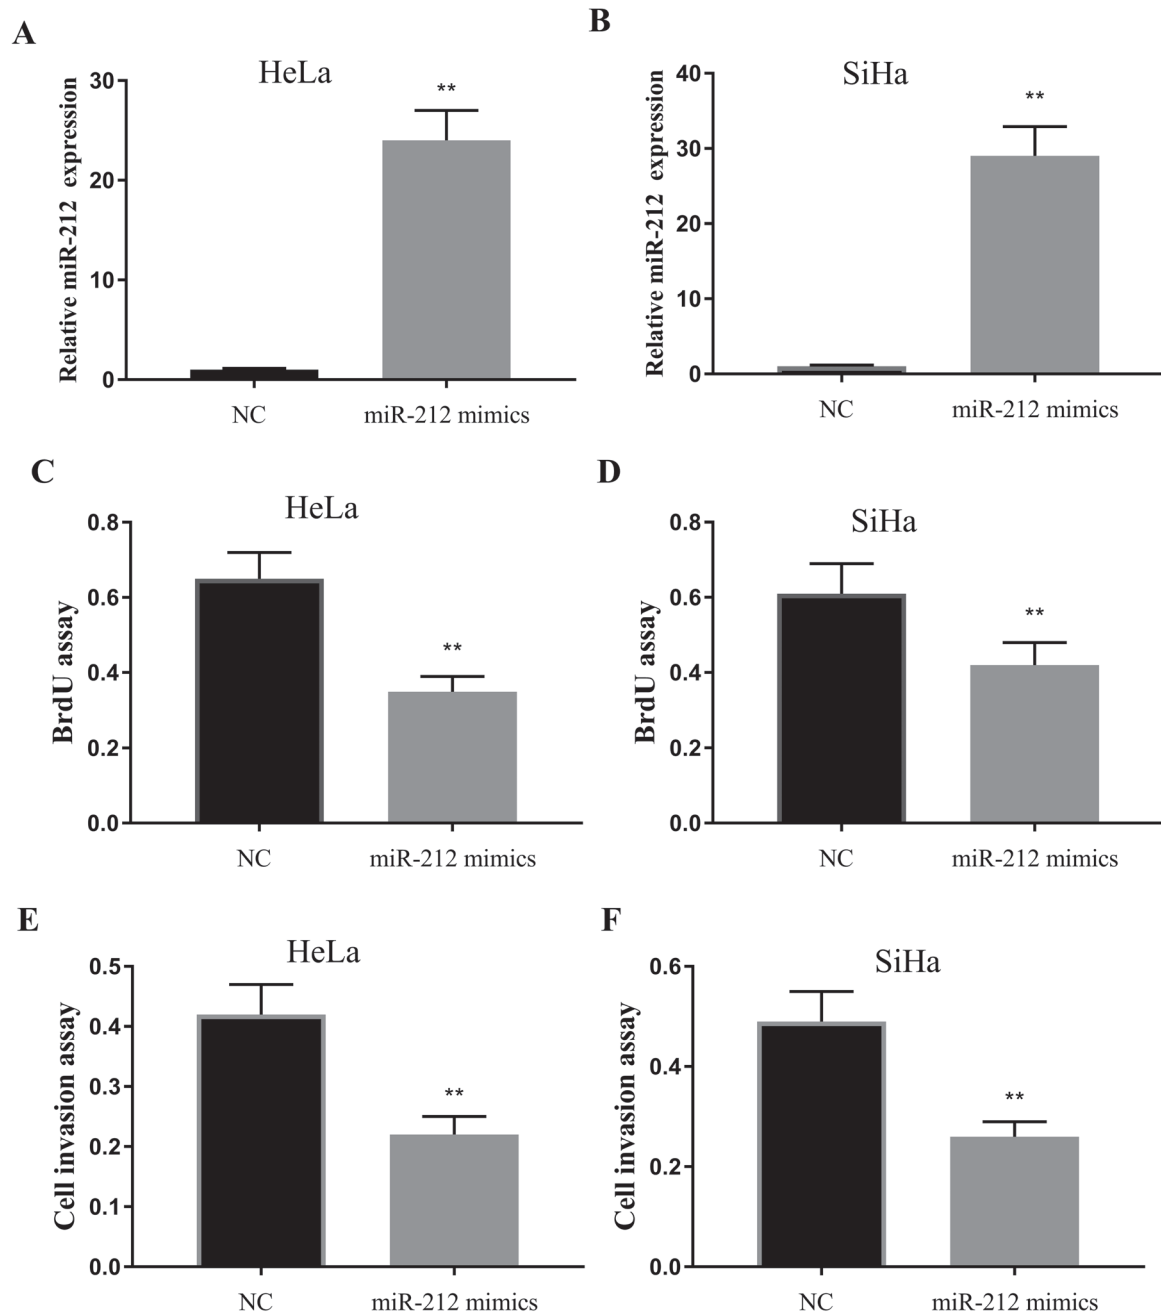 A
HeLa
Relative miR-212 expression
30
20
10
0
**
NC
miR-212 mimics
B
SiHa
Relative miR-212 expression
40
30
20
10
0
**
NC
miR-212 mimics
C
HeLa
BrdU assay
0.8
0.6
0.4
0.2
0.0
**
NC
miR-212 mimics
D
SiHa
BrdU assay
0.8
0.6
0.4
0.2
0.0
**
NC
miR-212 mimics
E
HeLa
Cell invasion assay
0.5
0.4
0.3
0.2
0.1
0.0
**
NC
miR-212 mimics
F
SiHa
Cell invasion assay
0.6
0.4
0.2
0.0
**
NC
miR-212 mimics